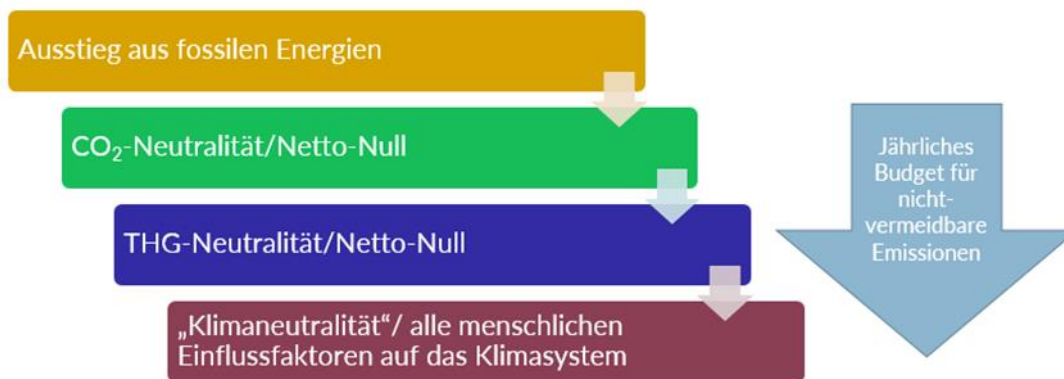 Ausstieg aus fossilen Energien
CO₂-Neutralität/Netto-Null
THG-Neutralität/Netto-Null
„Klimaneutralität“/ alle menschlichen
Einflussfaktoren auf das Klimasystem
Jährliches
Budget für
nicht-
vermeidbare
Emissionen